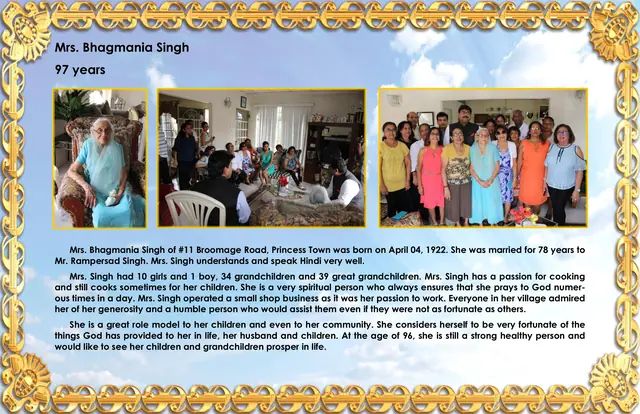 Mrs. Bhagmania Singh
97 years
Mrs. Bhagmania Singh of #11 Broomage Road, Princess Town was born on April 04, 1922. She was married for 78 years to
Mr. Rampersad Singh. Mrs. Singh understands and speak Hindi very well.
Mrs. Singh had 10 girls and 1 boy, 34 grandchildren and 39 great grandchildren. Mrs. Singh has a passion for cooking
and still cooks sometimes for her children. She is a very spiritual person who always ensures that she prays to God numer-
ous times in a day. Mrs. Singh operated a small shop business as it was her passion to work. Everyone in her village admired
her of her generosity and a humble person who would assist them even if they were not as fortunate as others.
She is a great role model to her children and even to her community. She considers herself to be very fortunate of the
things God has provided to her in life, her husband and children. At the age of 96, she is still a strong healthy person and
would like to see her children and grandchildren prosper in life.